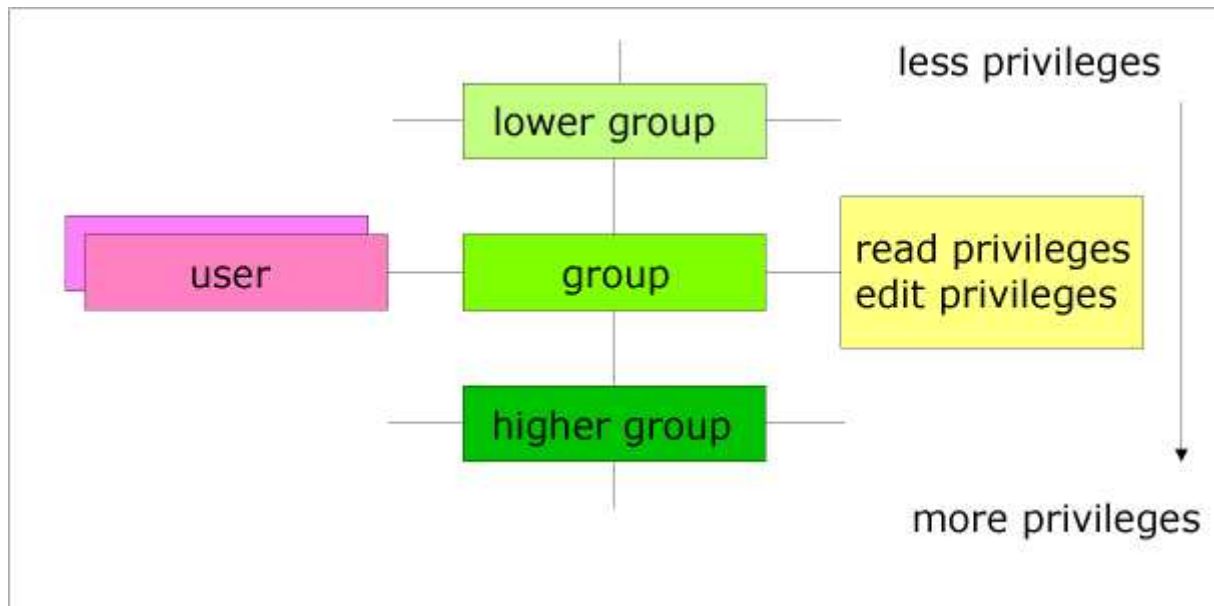 less privileges
lower group
user
group
read privileges
edit privileges
higher group
more privileges